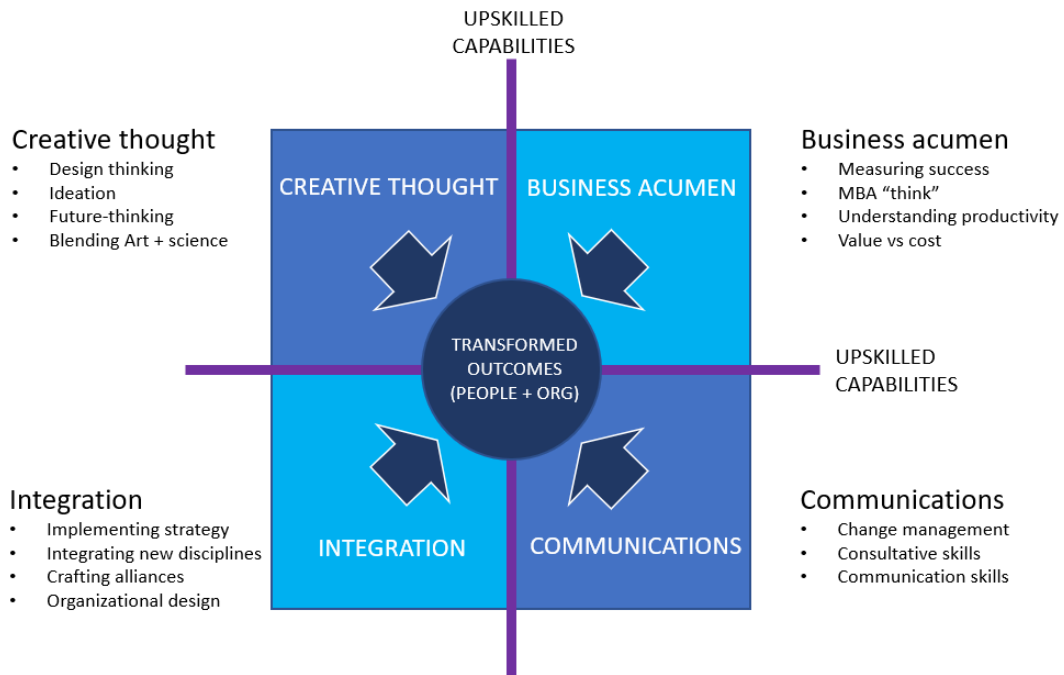 UPSKILLED
CAPABILITIES
Creative thought
• Design thinking
• Ideation
• Future-thinking
• Blending Art + science
CREATIVE THOUGHT
BUSINESS ACUMEN
Business acumen
• Measuring success
• MBA “think”
• Understanding productivity
• Value vs cost
TRANSFORMED
OUTCOMES
(PEOPLE + ORG)
UPSKILLED
CAPABILITIES
Integration
• Implementing strategy
• Integrating new disciplines
• Crafting alliances
• Organizational design
INTEGRATION
COMMUNICATIONS
Communications
• Change management
• Consultative skills
• Communication skills